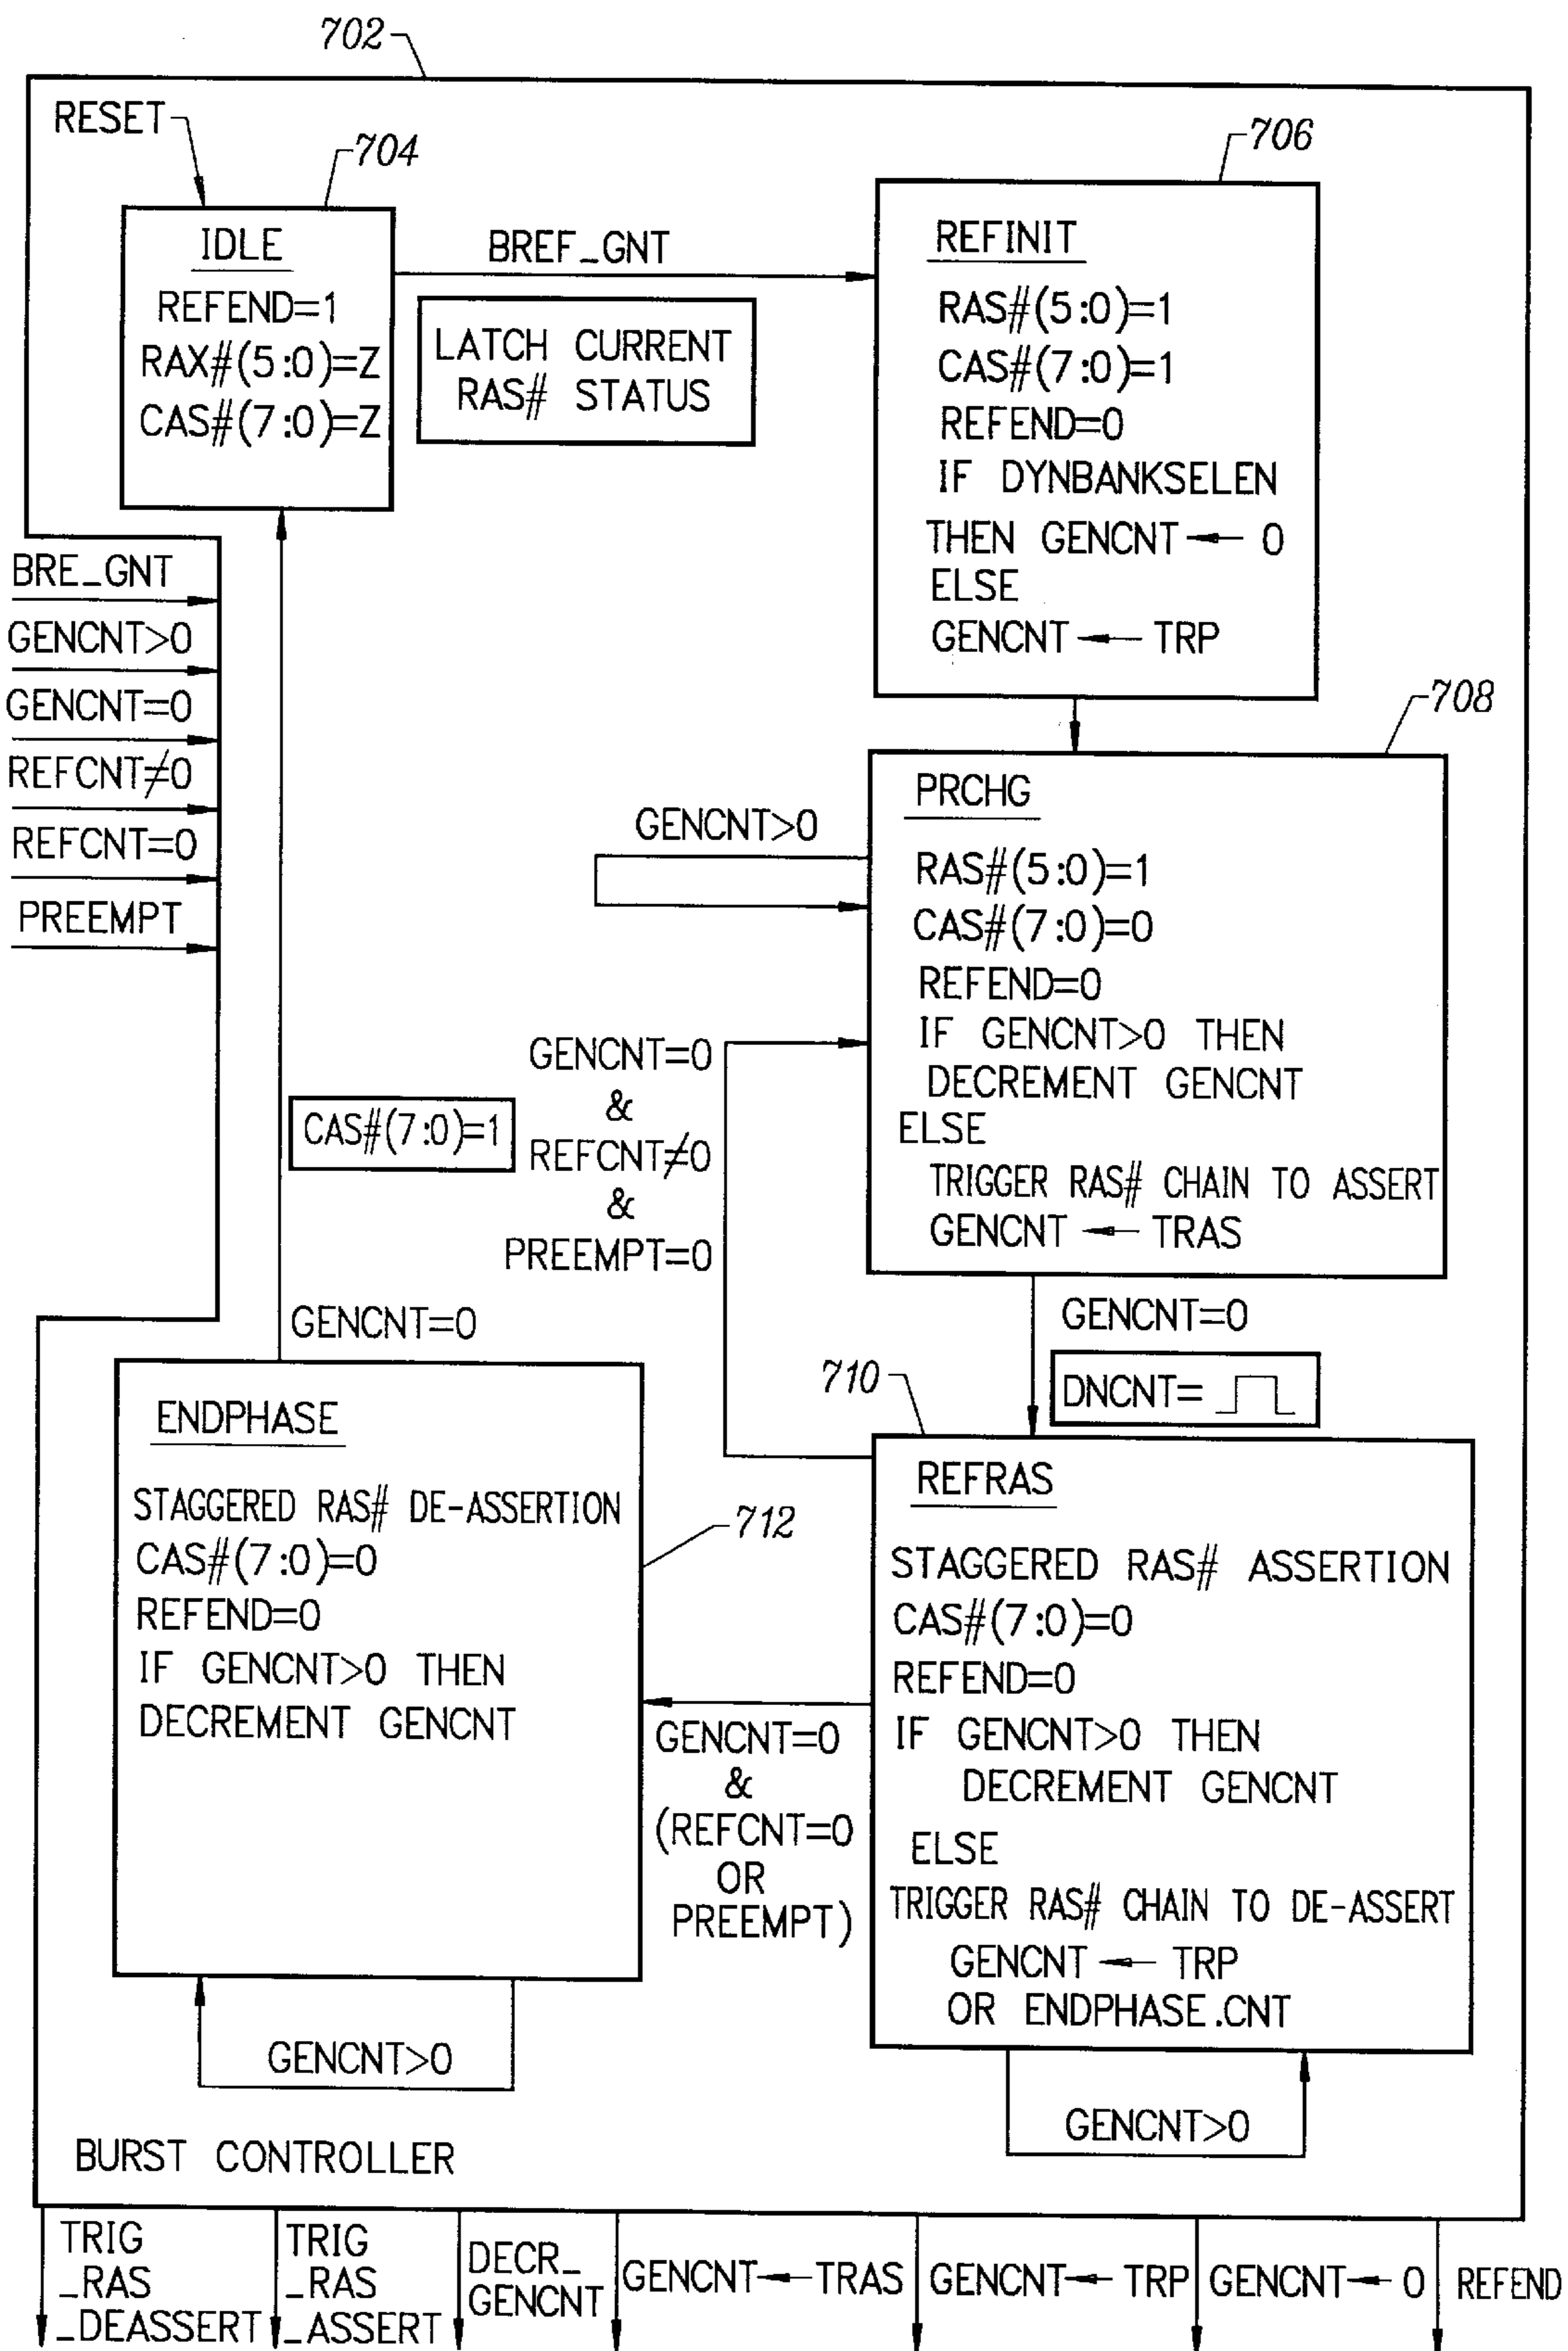 702
RESET
704
IDLE
REFEND=1
RAX#(5:0)=Z
CAS#(7:0)=Z
BREF_GNT
LATCH CURRENT
RAS# STATUS
706
REFINIT
RAS#(5:0)=1
CAS#(7:0)=1
REFEND=0
IF DYNBANKSELEN
THEN GENCNT ← 0
ELSE
GENCNT ← TRP
BRE_GNT
GENCNT>0
GENCNT=0
REFCNT≠0
REFCNT=0
PREEMPT
708
PRCHG
RAS#(5:0)=1
CAS#(7:0)=0
REFEND=0
IF GENCNT>0 THEN
DECREMENT GENCNT
ELSE
TRIGGER RAS# CHAIN TO ASSERT
GENCNT ← TRAS
GENCNT>0
GENCNT=0
&
REFCNT≠0
&
PREEMPT=0
CAS#(7:0)=1
GENCNT=0
GENCNT=0
DNCNT=
710
REFRAS
STAGGERED RAS# ASSERTION
CAS#(7:0)=0
REFEND=0
IF GENCNT>0 THEN
DECREMENT GENCNT
ELSE
TRIGGER RAS# CHAIN TO DE-ASSERT
GENCNT ← TRP
OR ENDPHASE.CNT
GENCNT>0
712
ENDPHASE
STAGGERED RAS# DE-ASSERTION
CAS#(7:0)=0
REFEND=0
IF GENCNT>0 THEN
DECREMENT GENCNT
GENCNT=0
&
(REFCNT=0
OR
PREEMPT)
GENCNT>0
BURST CONTROLLER
TRIG
_RAS
_DEASSERT
TRIG
_RAS
_ASSERT
DECR_
GENCNT
GENCNT←TRAS
GENCNT← TRP
GENCNT← 0
REFEND